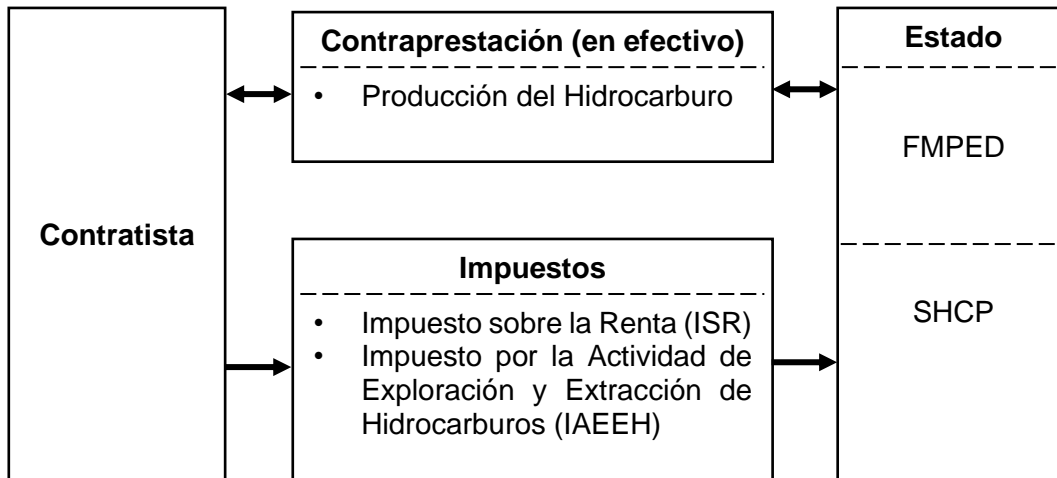 Contratista
Contraprestación (en efectivo)
• Producción del Hidrocarburo
Impuestos
• Impuesto sobre la Renta (ISR)
• Impuesto por la Actividad de
Exploración y Extracción de
Hidrocarburos (IAEEH)
Estado
FMPED
SHCP